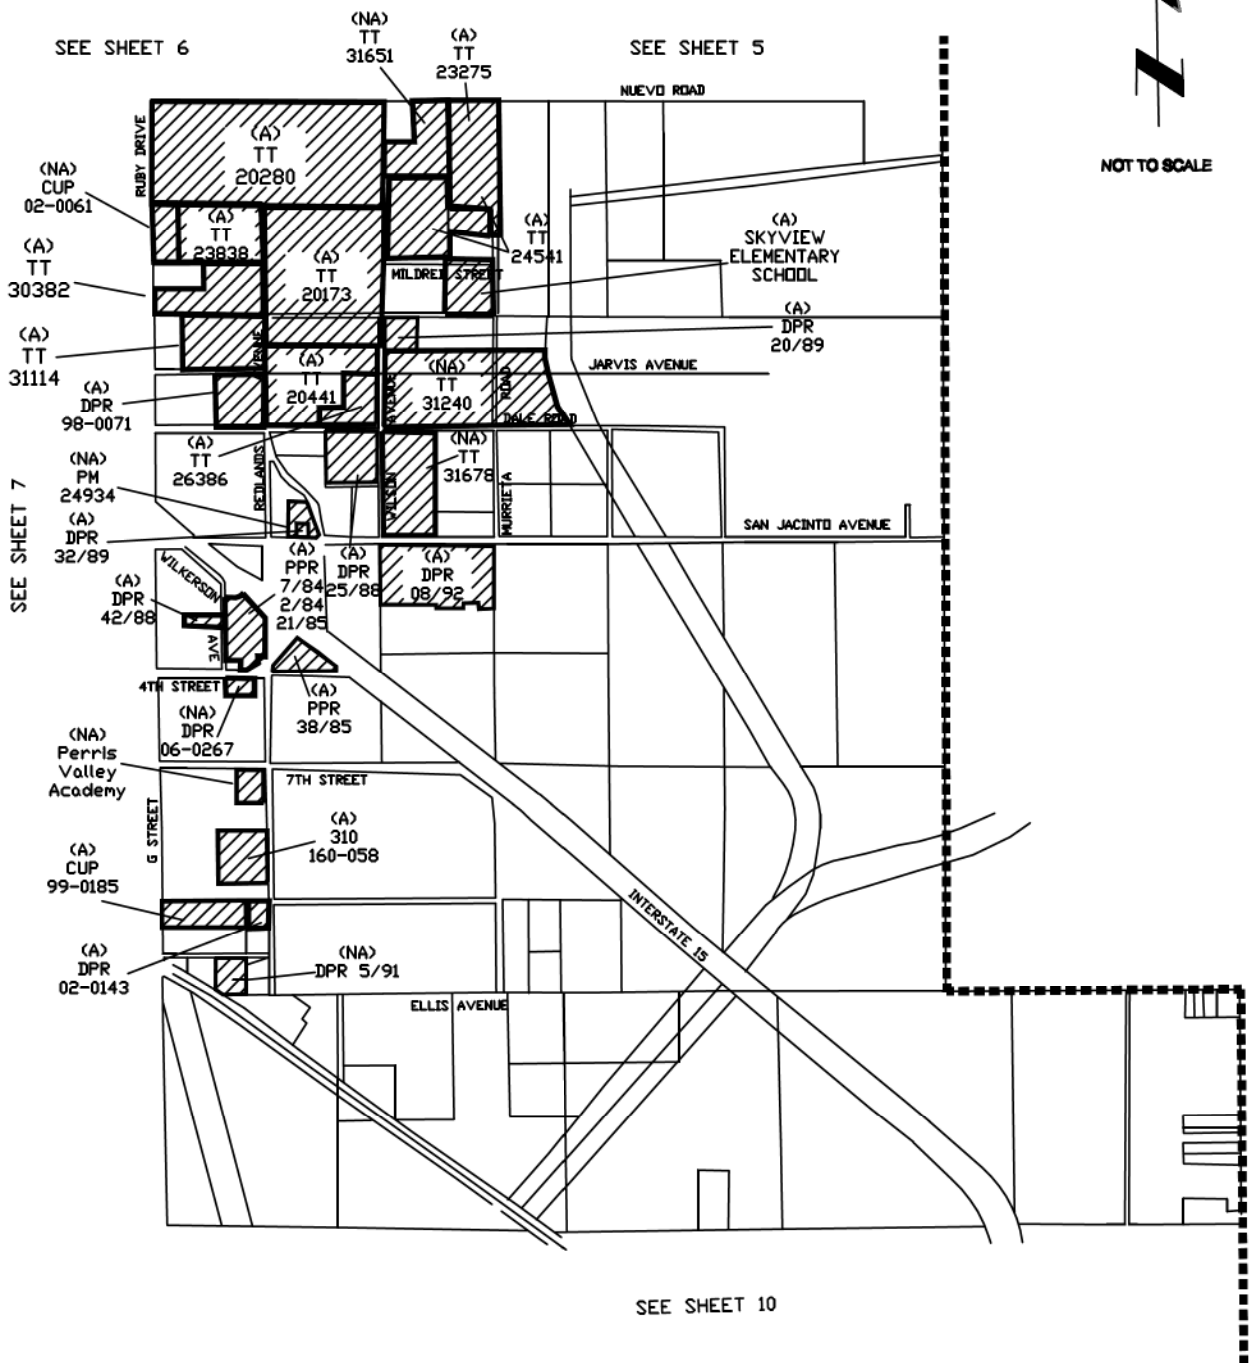 SEE SHEET 6
(NA)
TT
31651
(A)
TT
23275
SEE SHEET 5
NOT TO SCALE
NUEVO ROAD
RUBY DRIVE
(A)
TT
20280
(NA)
CUP
02-0061
(A)
TT
23838
(A)
TT
24541
(A)
SKYVIEW
ELEMENTARY
SCHOOL
(A)
TT
30382
(A)
TT
20173
MILDRED STREET
(A)
DPR
20/89
(A)
TT
31114
JARVIS AVENUE
(A)
TT
20441
AVENUE
(NA)
TT
31240
ROAD
DALE ROAD
(A)
DPR
98-0071
(A)
TT
26386
REDLANDS
WILSON
(NA)
TT
31678
MURRIETA
(NA)
PM
24934
SEE SHEET 7
SAN JACINTO AVENUE
(A)
DPR
32/89
(A)
PPR
7/84
2/84
21/85
(A)
DPR
25/88
(A)
DPR
08/92
WILKERSON
AVE
(A)
DPR
42/88
4TH STREET
(A)
PPR
38/85
(NA)
DPR
06-0267
(NA)
Perris
Valley
Academy
7TH STREET
G STREET
(A)
310
160-058
(A)
CUP
99-0185
INTERSTATE 15
(A)
DPR
02-0143
(NA)
DPR 5/91
ELLIS AVENUE
SEE SHEET 10